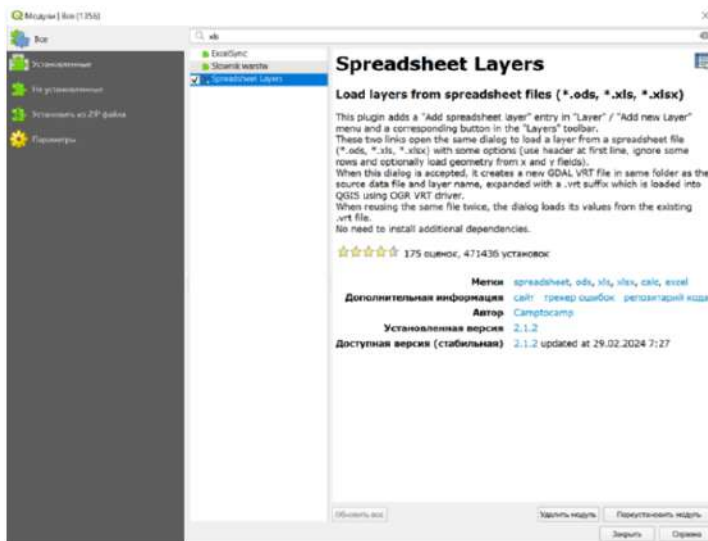 Модули | Все (1356)
Все
Установленные
Не установленные
Установить из ZIP файла
Параметры
xls
ExcelSync
Słownik warstw
Spreadsheet Layers
Spreadsheet Layers
Load layers from spreadsheet files (*.ods, *.xls, *.xlsx)
This plugin adds a "Add spreadsheet layer" entry in "Layer" / "Add new Layer"
menu and a corresponding button in the "Layers" toolbar.
These two links open the same dialog to load a layer from a spreadsheet file
(*.ods, *.xls, *.xlsx) with some options (use header at first line, ignore some
rows and optionally load geometry from x and y fields).
When this dialog is accepted, it creates a new GDAL VRT file in same folder as the
source data file and layer name, expanded with a .vrt suffix which is loaded into
QGIS using OGR VRT driver.
When reusing the same file twice, the dialog loads its values from the existing
.vrt file.
No need to install additional dependencies.
175 оценок, 471436 установок
Метки spreadsheet, ods, xls, xlsx, calc, excel
Дополнительная информация сайт трекер ошибок репозитарий кода
Автор Camptocamp
Установленная версия 2.1.2
Доступная версия (стабильная) 2.1.2 updated at 29.02.2024 7:27
Обновить все
Удалить модуль
Переустановить модуль
Закрыть
Справка